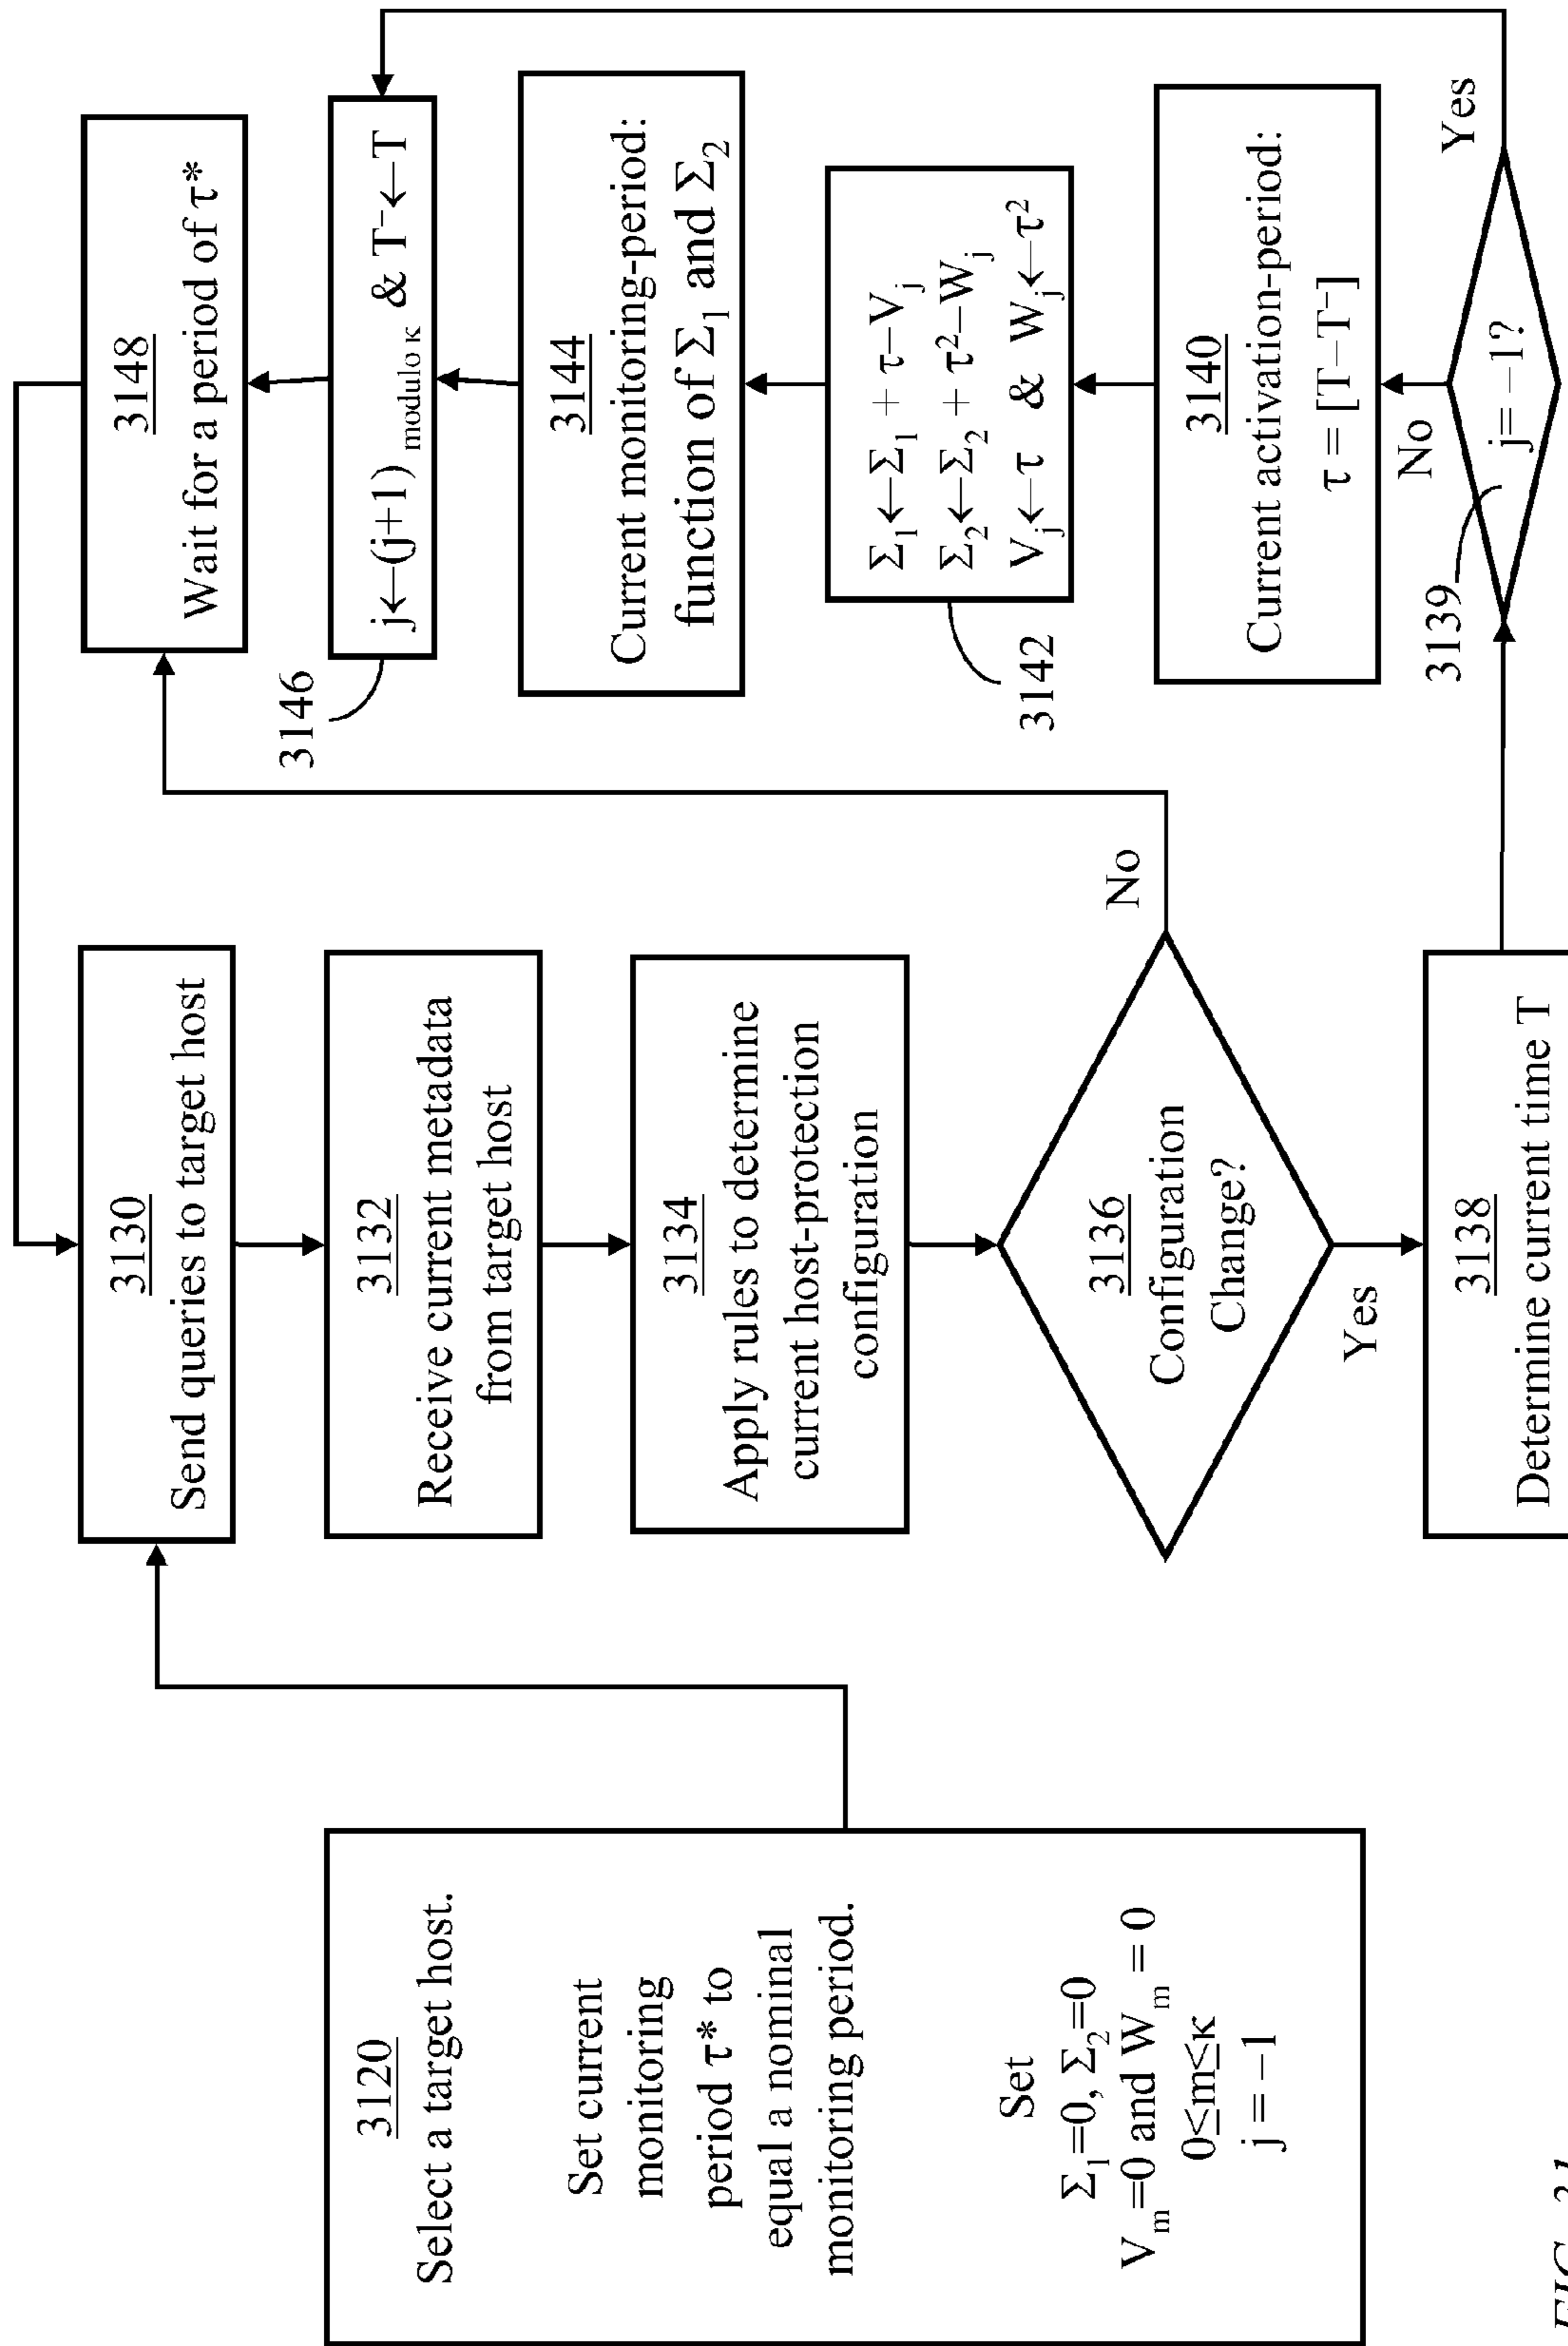 3120
Select a target host.
Set current
monitoring
period τ* to
equal a nominal
monitoring period.
Set
Σ₁=0, Σ₂=0
Vₘ=0 and Wₘ = 0
0≤m≤κ
j = −1
3130
Send queries to target host
3132
Receive current metadata
from target host
3134
Apply rules to determine
current host-protection
configuration
3136
Configuration
Change?
No
Yes
3138
Determine current time T
3148
Wait for a period of τ*
3146
j←(j+1) modulo κ & T⁻←T
3144
Current monitoring-period:
function of Σ₁ and Σ₂
Σ₁←Σ₁ + τ−Vⱼ
Σ₂←Σ₂ + τ²−Wⱼ
Vⱼ←τ & Wⱼ←τ²
3142
3140
Current activation-period:
τ = [T−T⁻]
No
Yes
3139
j= −1?
FIG. 31